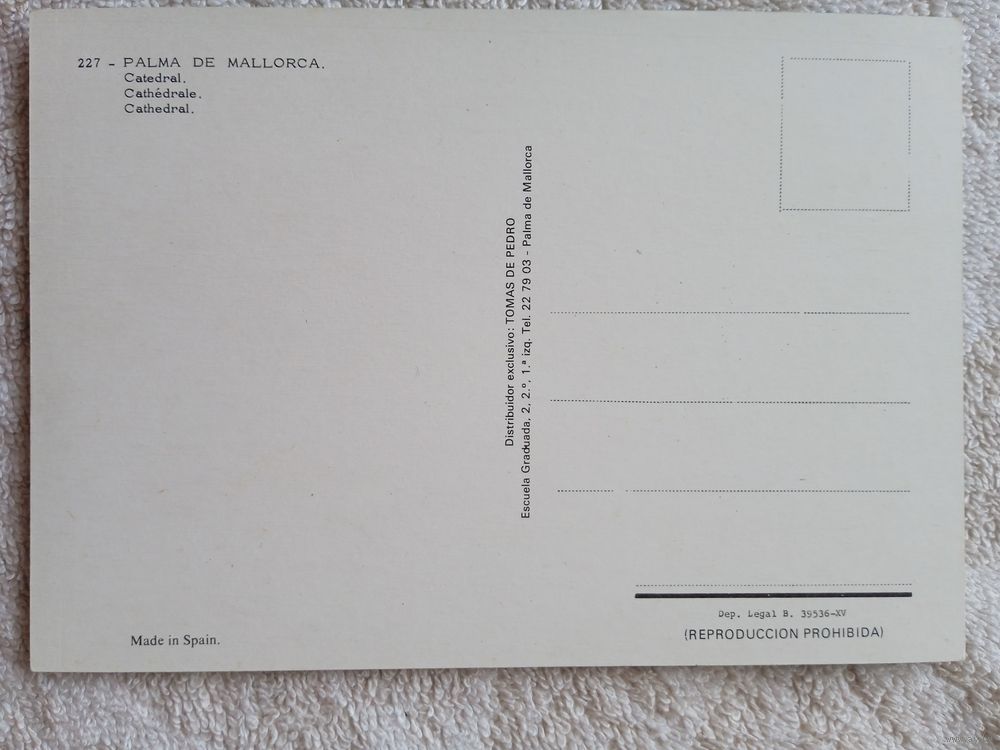 227 - PALMA DE MALLORCA.
Catedral.
Cathédrale.
Cathedral.
Distribuidor exclusivo: TOMAS DE PEDRO
Escuela Graduada, 2, 2.º, 1.ª izq. Tel. 22 79 03 - Palma de Mallorca
Made in Spain.
Dep. Legal B. 39536-XV
(REPRODUCCION PROHIBIDA)